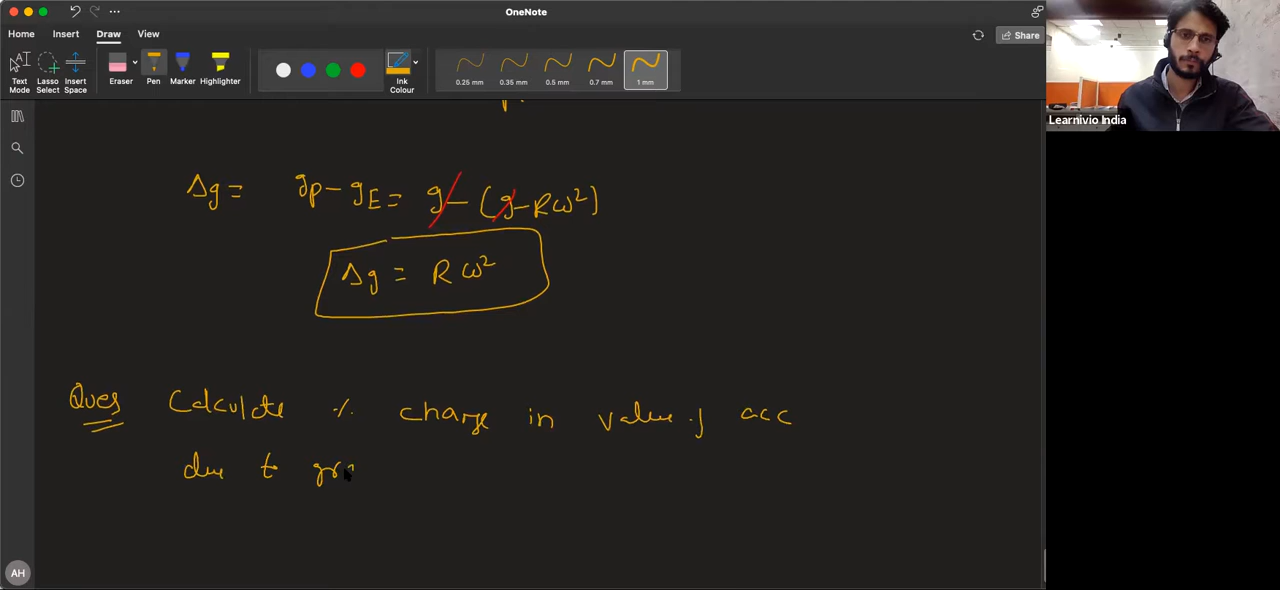 OneNote
Home Insert Draw View
Share
Text Mode
Lasso Select
Insert Space
Eraser
Pen
Marker
Highlighter
Ink Colour
0.25 mm
0.35 mm
0.5 mm
0.7 mm
1 mm
Learnivio India
Δg = gp - gE = g - (g - Rω²)
Δg = Rω²
Ques Calculate % change in value of acc
due to gra
AH